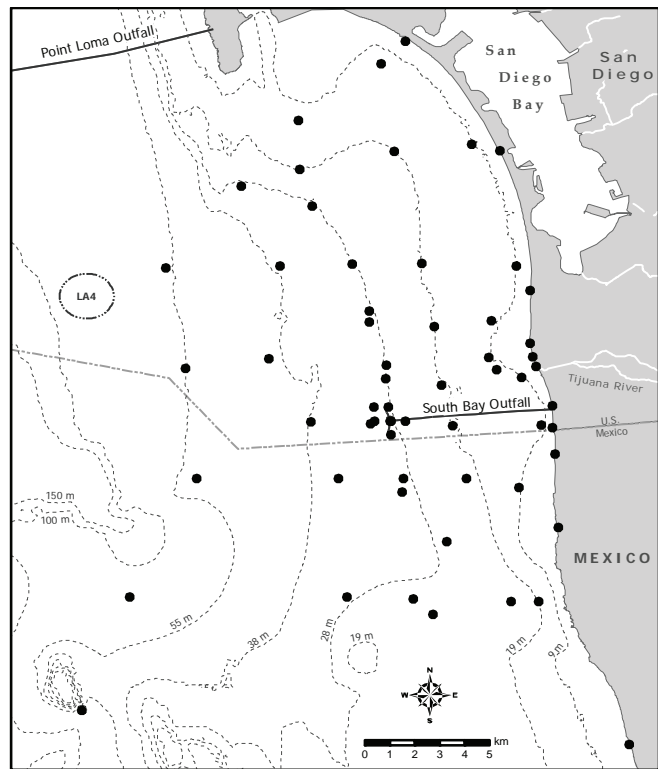 Point Loma Outfall
San
Diego
Bay
San
Diego
LA4
Tijuana River
South Bay Outfall
U.S.
Mexico
150 m
100 m
MEXICO
55 m
38 m
28 m
19 m
19 m
9 m
N
W E
S
km
0 1 2 3 4 5